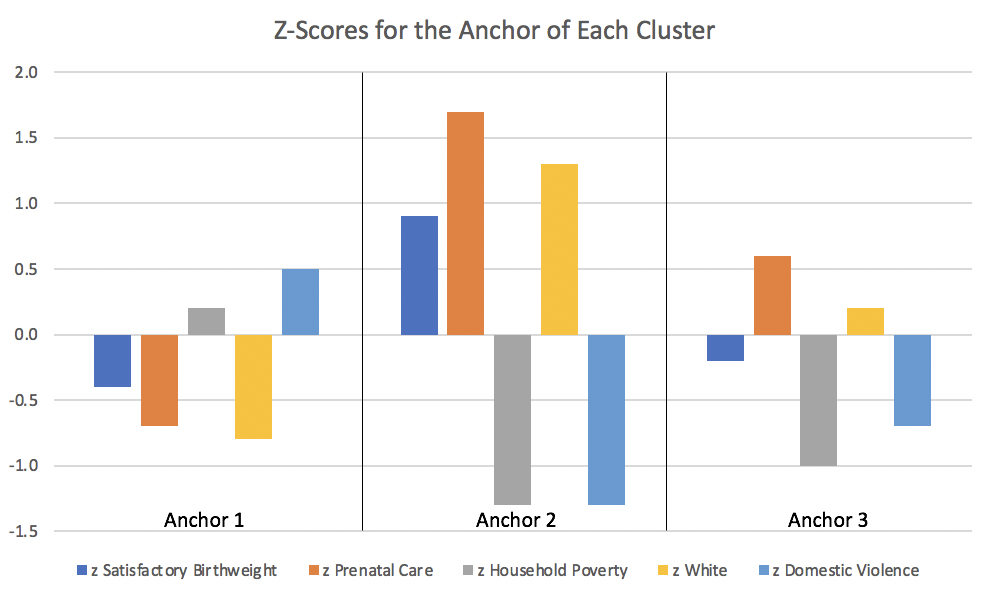 Z-Scores for the Anchor of Each Cluster
2.0
1.5
1.0
0.5
0.0
-0.5
-1.0
-1.5
Anchor 1 Anchor 2 Anchor 3
z Satisfactory Birthweight z Prenatal Care z Household Poverty z White z Domestic Violence